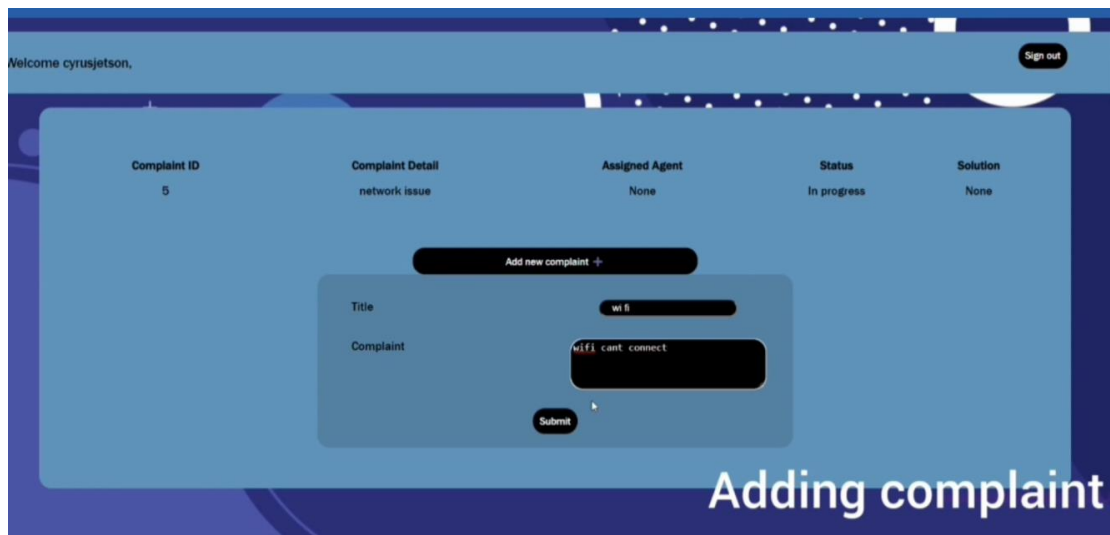 Sign out
Welcome cyrusjetson,
Complaint ID Complaint Detail Assigned Agent Status Solution
5 network issue None In progress None
Add new complaint +
Title wi fi
Complaint wifi cant connect
Submit
Adding complaint